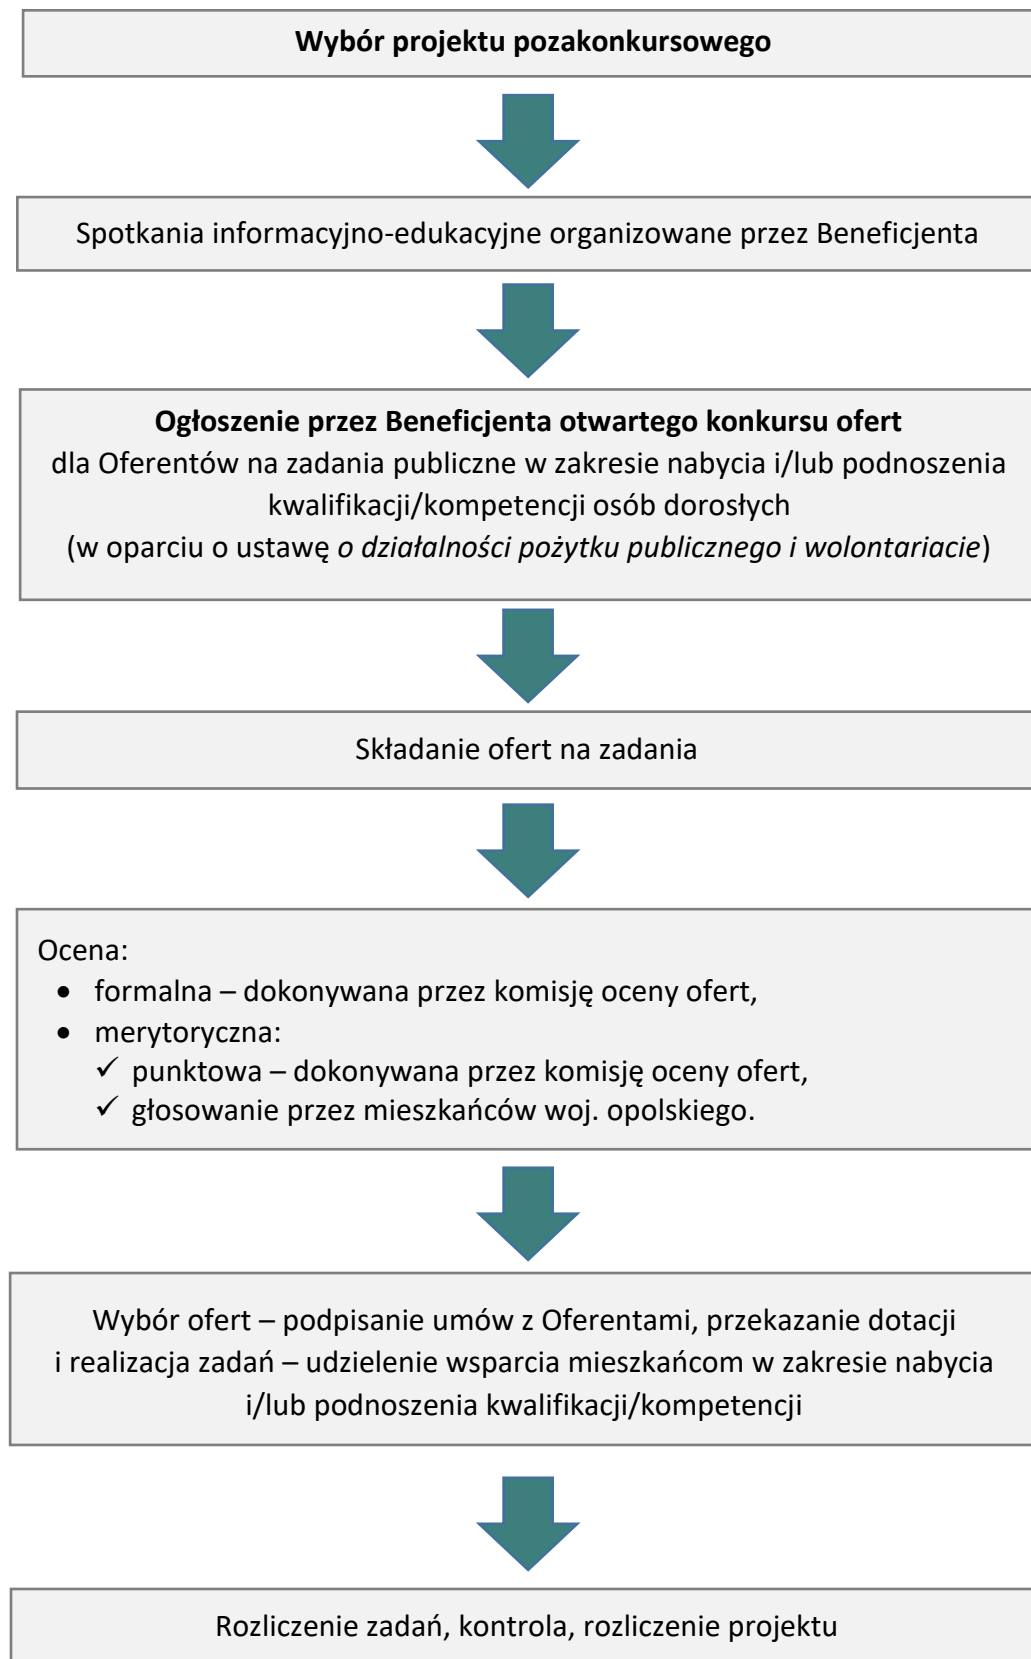 Wybór projektu pozakonkursowego
Spotkania informacyjno-edukacyjne organizowane przez Beneficjenta
Ogłoszenie przez Beneficjenta otwartego konkursu ofert
dla Oferentów na zadania publiczne w zakresie nabycia i/lub podnoszenia
kwalifikacji/kompetencji osób dorosłych
(w oparciu o ustawę o działalności pożytku publicznego i wolontariacie)
Składanie ofert na zadania
Ocena:
• formalna – dokonywana przez komisję oceny ofert,
• merytoryczna:
✓ punktowa – dokonywana przez komisję oceny ofert,
✓ głosowanie przez mieszkańców woj. opolskiego.
Wybór ofert – podpisanie umów z Oferentami, przekazanie dotacji
i realizacja zadań – udzielenie wsparcia mieszkańcom w zakresie nabycia
i/lub podnoszenia kwalifikacji/kompetencji
Rozliczenie zadań, kontrola, rozliczenie projektu